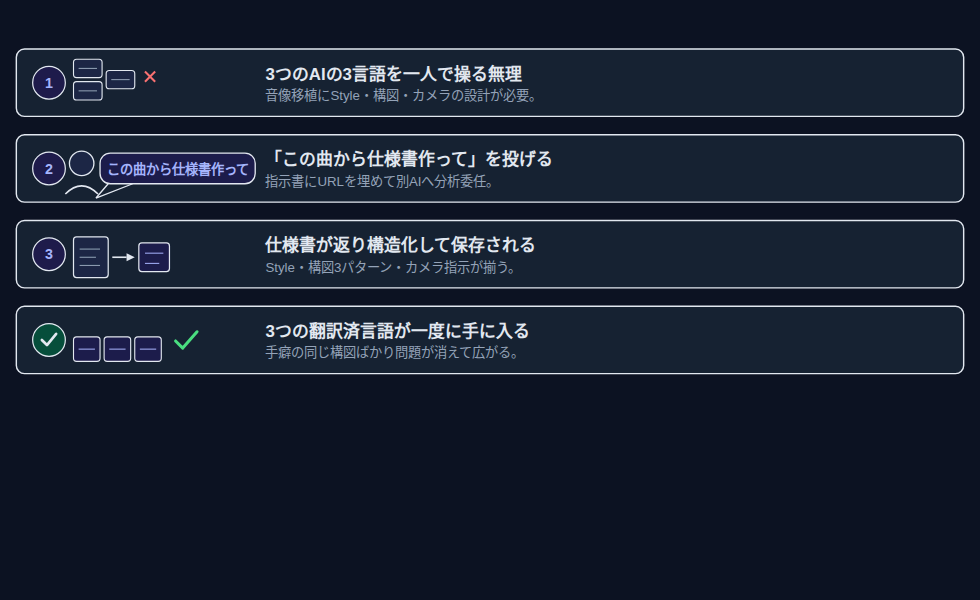 1
3つのAIの3言語を一人で操る無理
音像移植にStyle・構図・カメラの設計が必要。
2
この曲から仕様書作って
「この曲から仕様書作って」を投げる
指示書にURLを埋めて別AIへ分析委任。
3
仕様書が返り構造化して保存される
Style・構図3パターン・カメラ指示が揃う。
3つの翻訳済言語が一度に手に入る
手癖の同じ構図ばかり問題が消えて広がる。